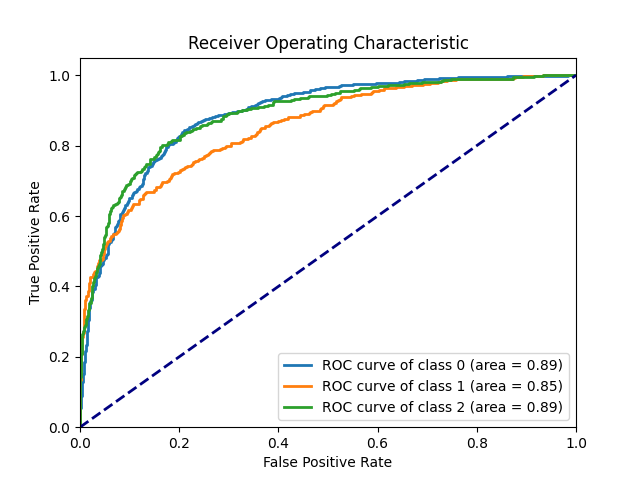 Receiver Operating Characteristic
1.0
0.8
0.6
0.4
0.2
0.0
True Positive Rate
ROC curve of class 0 (area = 0.89)
ROC curve of class 1 (area = 0.85)
ROC curve of class 2 (area = 0.89)
0.0 0.2 0.4 0.6 0.8 1.0
False Positive Rate